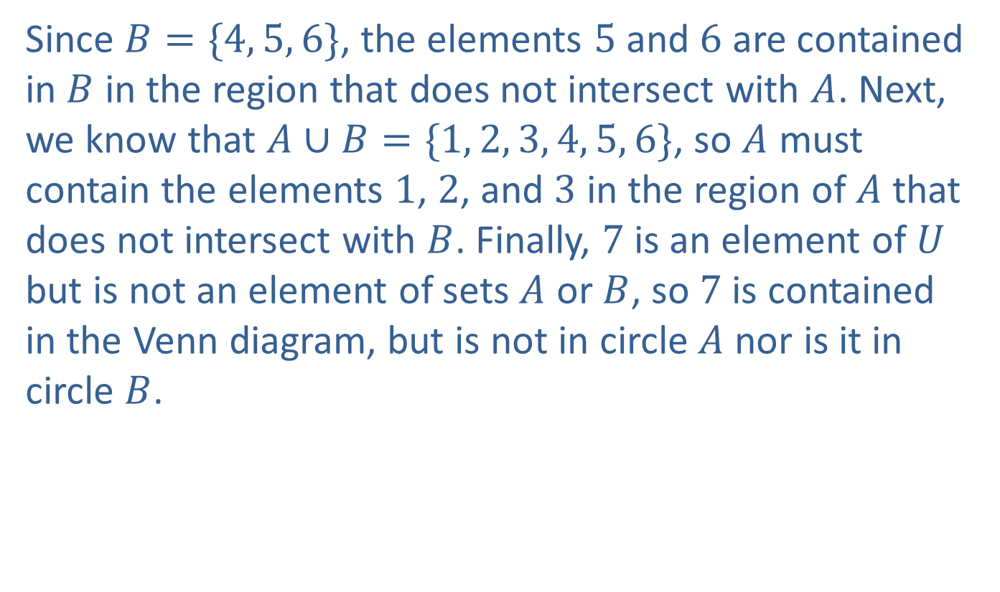 Since B = {4, 5, 6}, the elements 5 and 6 are contained
in B in the region that does not intersect with A. Next,
we know that A ∪ B = {1, 2, 3, 4, 5, 6}, so A must
contain the elements 1, 2, and 3 in the region of A that
does not intersect with B. Finally, 7 is an element of U
but is not an element of sets A or B, so 7 is contained
in the Venn diagram, but is not in circle A nor is it in
circle B.